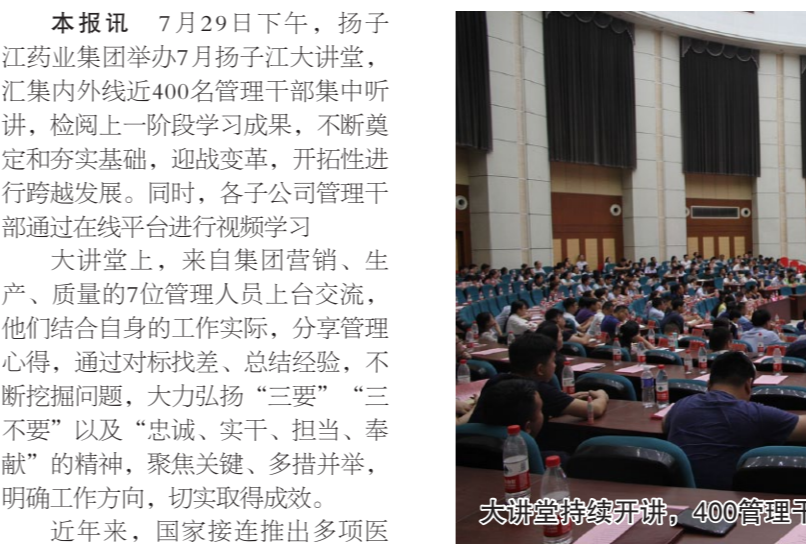 本报讯　7月29日下午，扬子
江药业集团举办7月扬子江大讲堂，
汇集内外线近400名管理干部集中听
讲，检阅上一阶段学习成果，不断奠
定和夯实基础，迎战变革，开拓性进
行跨越发展。同时，各子公司管理干
部通过在线平台进行视频学习
大讲堂上，来自集团营销、生
产、质量的7位管理人员上台交流，
他们结合自身的工作实际，分享管理
心得，通过对标找差、总结经验，不
断挖掘问题，大力弘扬“三要”“三
不要”以及“忠诚、实干、担当、奉
献”的精神，聚焦关键、多措并举，
明确工作方向，切实取得成效。
近年来，国家接连推出多项医
大讲堂持续开讲，400管理干